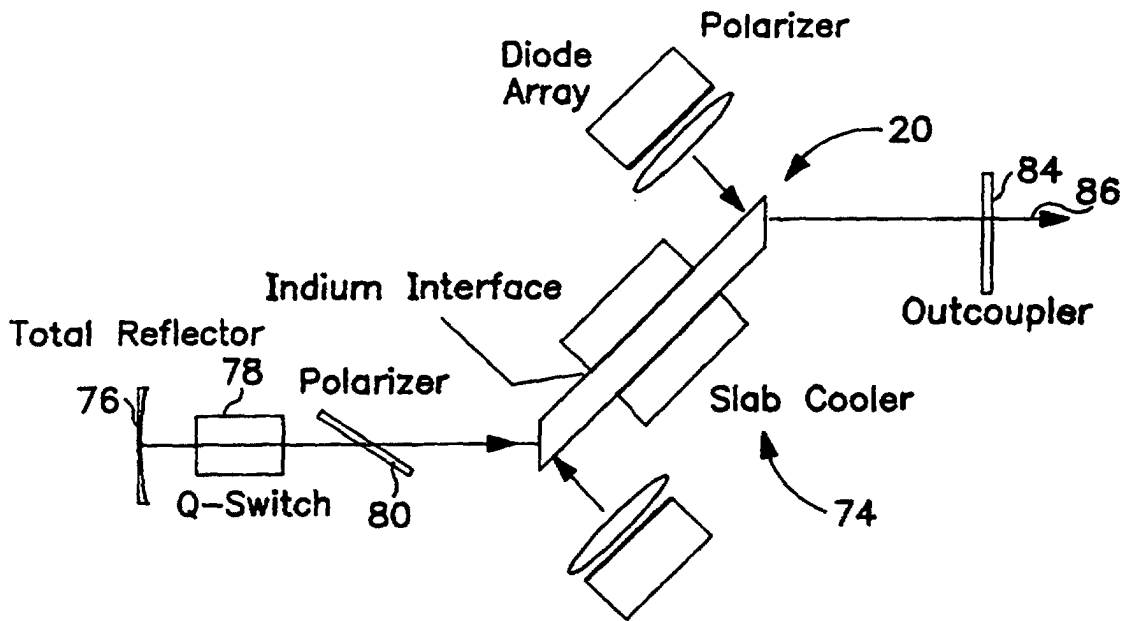 Polarizer
Diode
Array
20
84
86
Indium Interface
Outcoupler
Total Reflector
76
78
Polarizer
Slab Cooler
Q-Switch
80
74